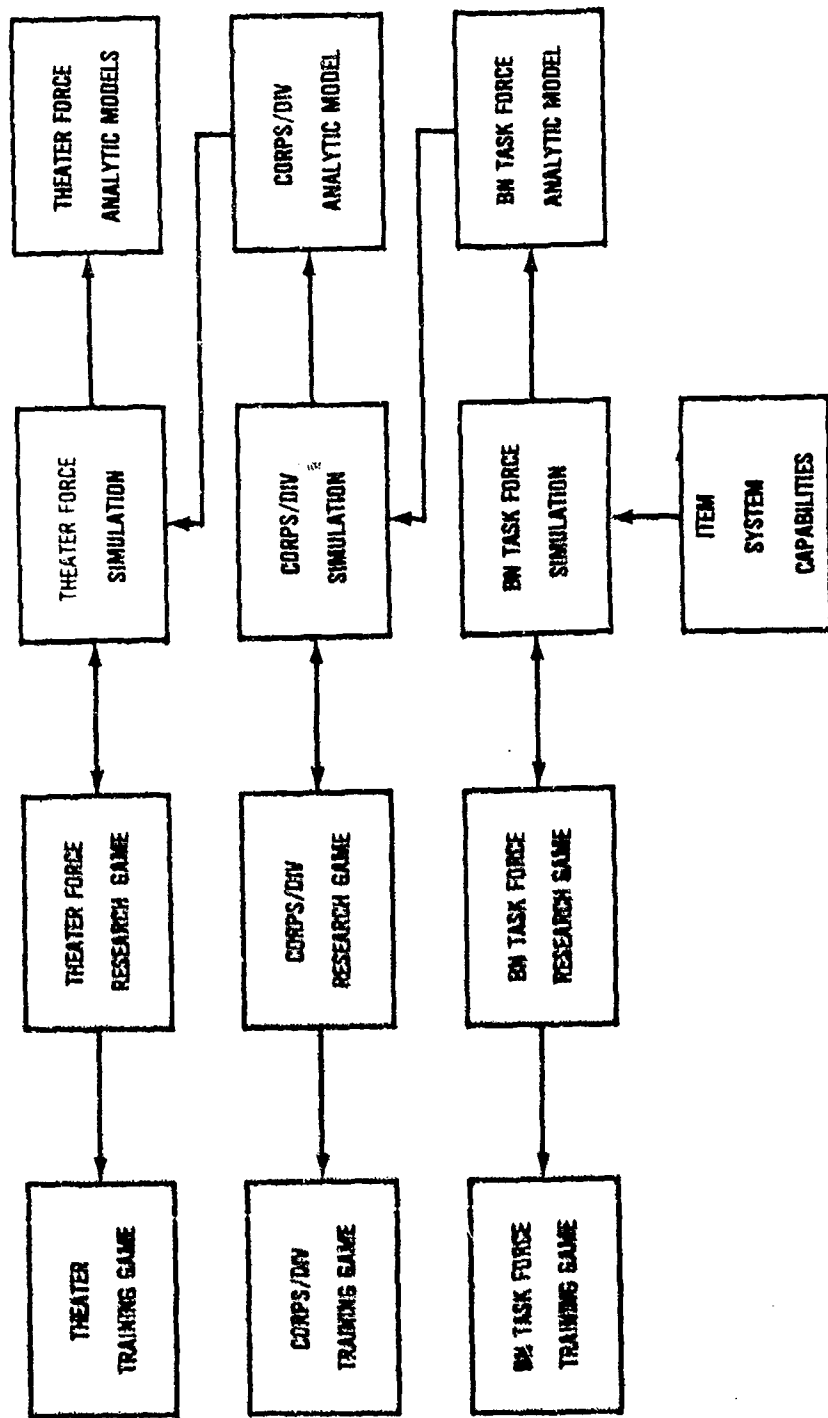 THEATER
TRAINING GAME
THEATER FORCE
RESEARCH GAME
THEATER FORCE
SIMULATION
THEATER FORCE
ANALYTIC MODELS
CORPS/DIV
TRAINING GAME
CORPS/DIV
RESEARCH GAME
CORPS/DIV
SIMULATION
CORPS/DIV
ANALYTIC MODEL
BN TASK FORCE
TRAINING GAME
BN TASK FORCE
RESEARCH GAME
BN TASK FORCE
SIMULATION
BN TASK FORCE
ANALYTIC MODEL
ITEM
SYSTEM
CAPABILITIES